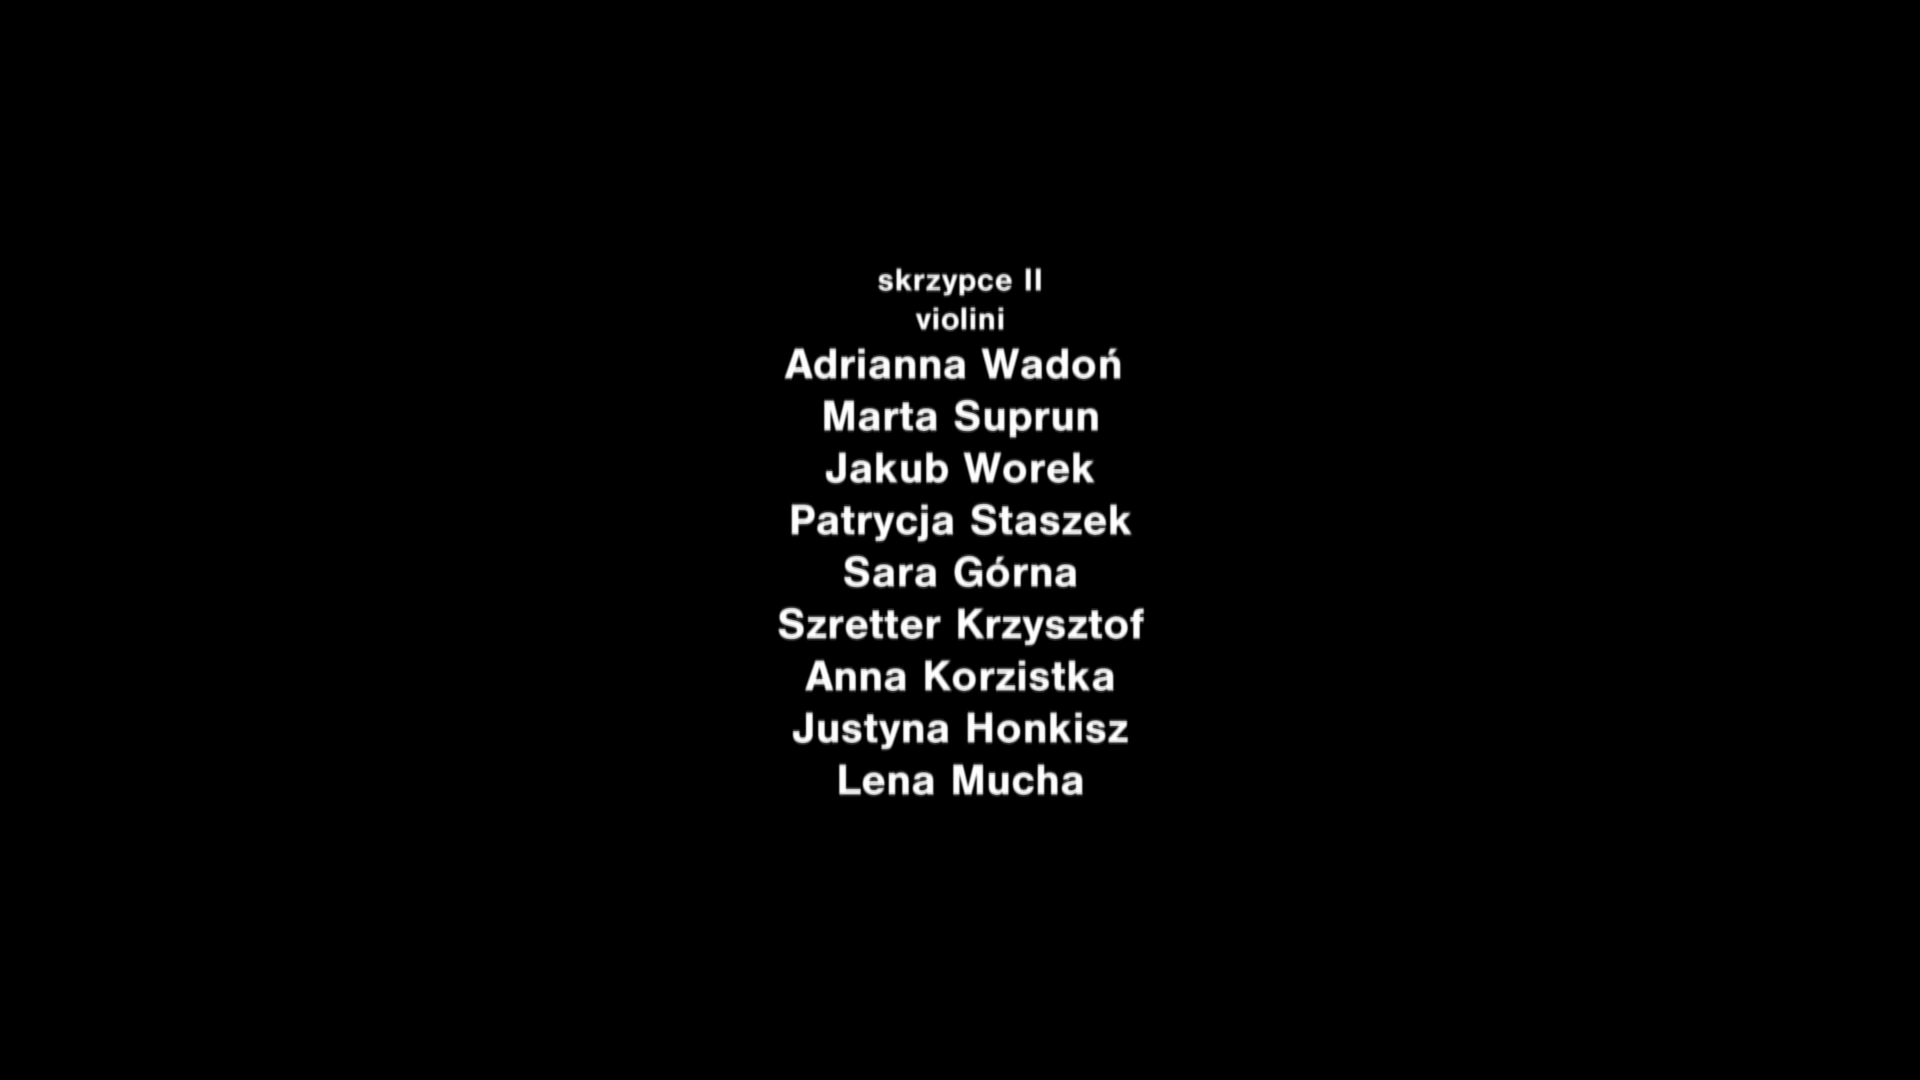 skrzypce II
violini
Adrianna Wadoń
Marta Suprun
Jakub Worek
Patrycja Staszek
Sara Górna
Szretter Krzysztof
Anna Korzistka
Justyna Honkisz
Lena Mucha